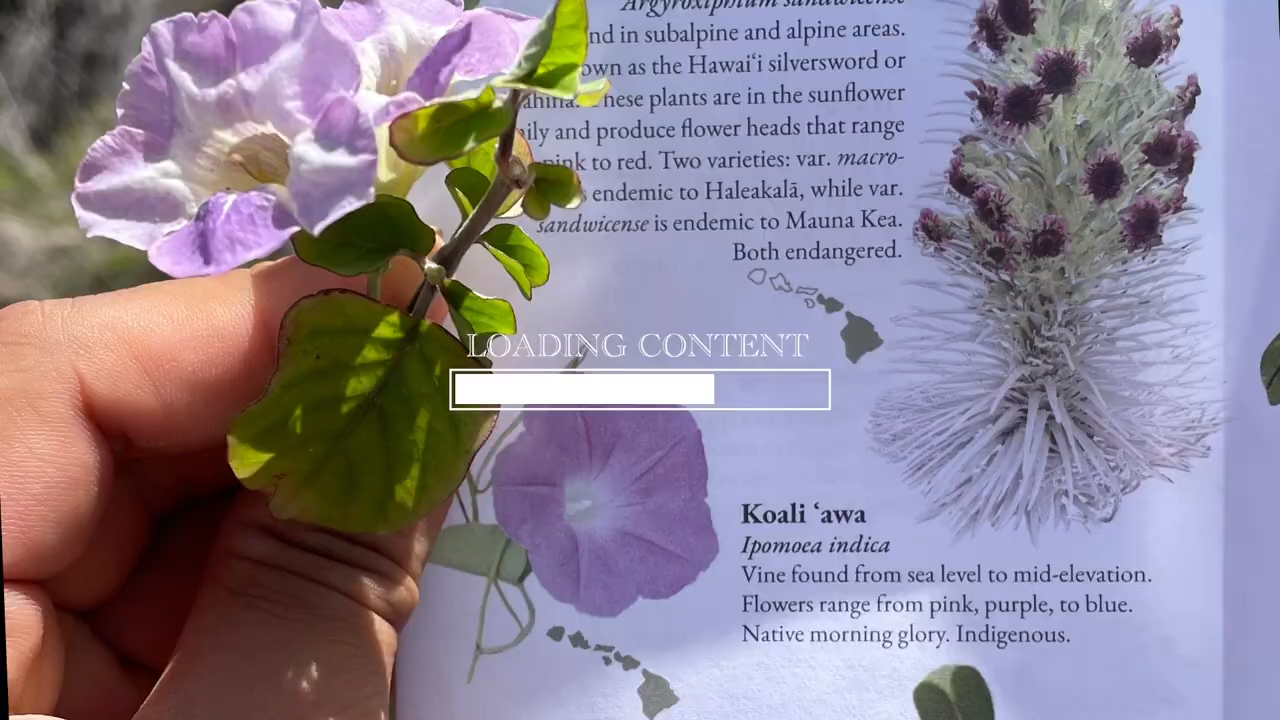 Argyroxiphium sandwicense
nd in subalpine and alpine areas.
own as the Hawaiʻi silversword or
hese plants are in the sunflower
ily and produce flower heads that range
pink to red. Two varieties: var. macro-
endemic to Haleakalā, while var.
sandwicense is endemic to Mauna Kea.
Both endangered.
LOADING CONTENT
Koali ʻawa
Ipomoea indica
Vine found from sea level to mid-elevation.
Flowers range from pink, purple, to blue.
Native morning glory. Indigenous.